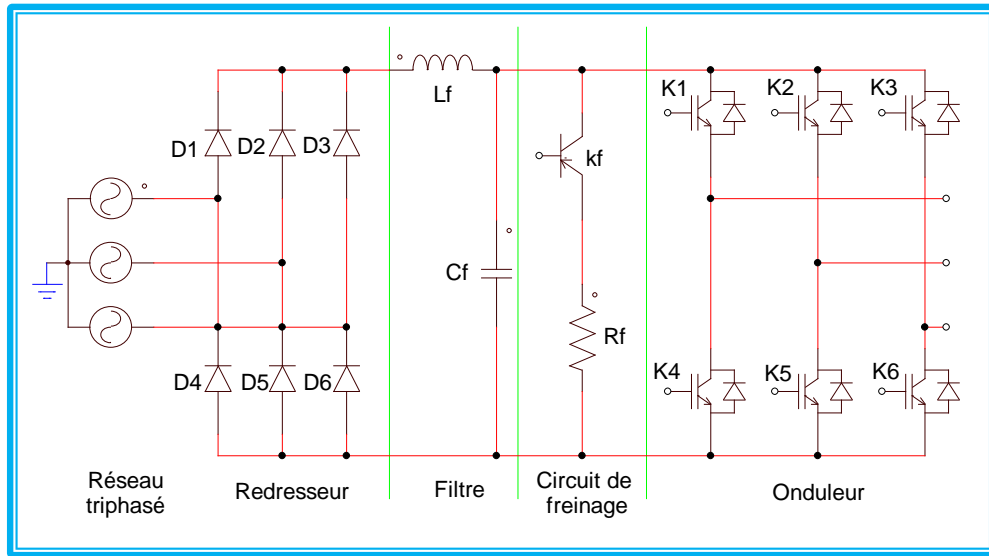 K1
K2
K3
Lf
D1
D2
D3
kf
Cf
Rf
D4
D5
D6
K4
K5
K6
Réseau
triphasé
Redresseur
Filtre
Circuit de
freinage
Onduleur